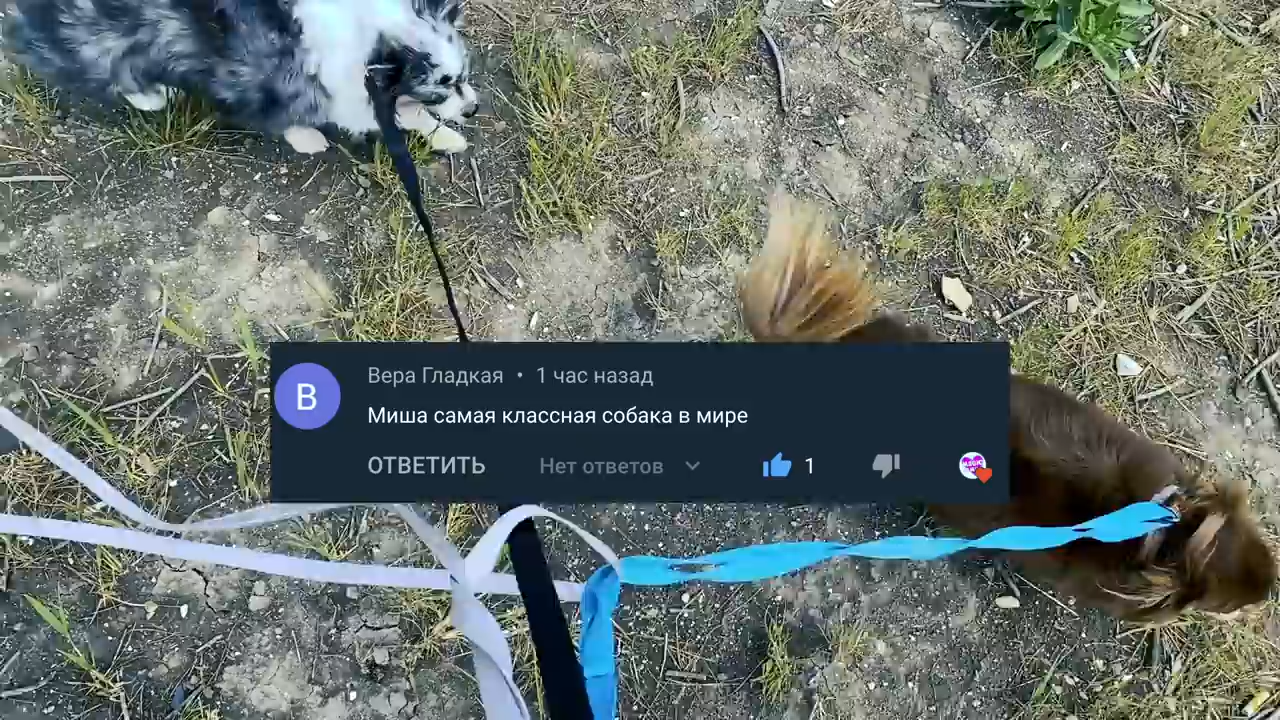 В
Вера Гладкая • 1 час назад
Миша самая классная собака в мире
ОТВЕТИТЬ Нет ответов 1